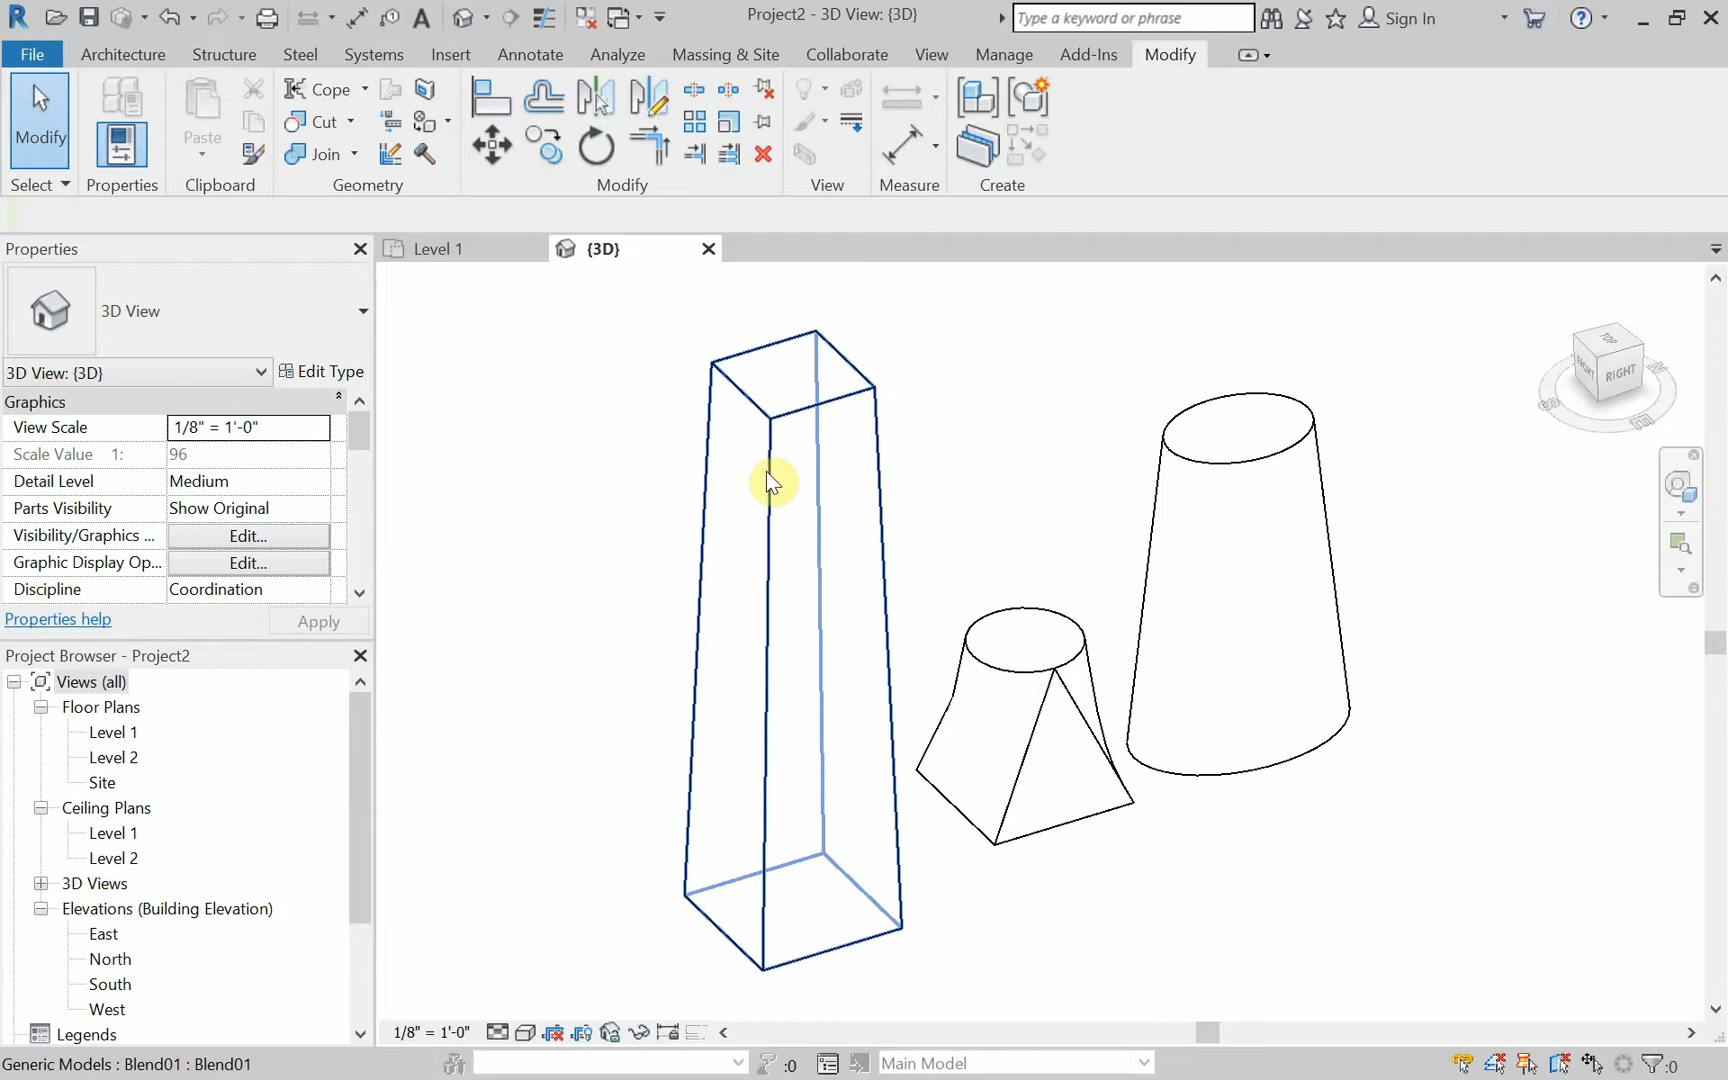 Project2 - 3D View: {3D}
Type a keyword or phrase
Sign In
File Architecture Structure Steel Systems Insert Annotate Analyze Massing & Site Collaborate View Manage Add-Ins Modify
Modify
Paste
Cope
Cut
Join
Select Properties Clipboard Geometry Modify View Measure Create
Properties
Level 1
{3D}
3D View
3D View: {3D}
Edit Type
Graphics
View Scale 1/8" = 1'-0"
Scale Value 1: 96
Detail Level Medium
Parts Visibility Show Original
Visibility/Graphics ... Edit...
Graphic Display Op... Edit...
Discipline Coordination
Properties help
Apply
Project Browser - Project2
Views (all)
Floor Plans
Level 1
Level 2
Site
Ceiling Plans
Level 1
Level 2
3D Views
Elevations (Building Elevation)
East
North
South
West
Legends
TOP
FRONT
RIGHT
1/8" = 1'-0"
Generic Models : Blend01 : Blend01
:0
Main Model
:0